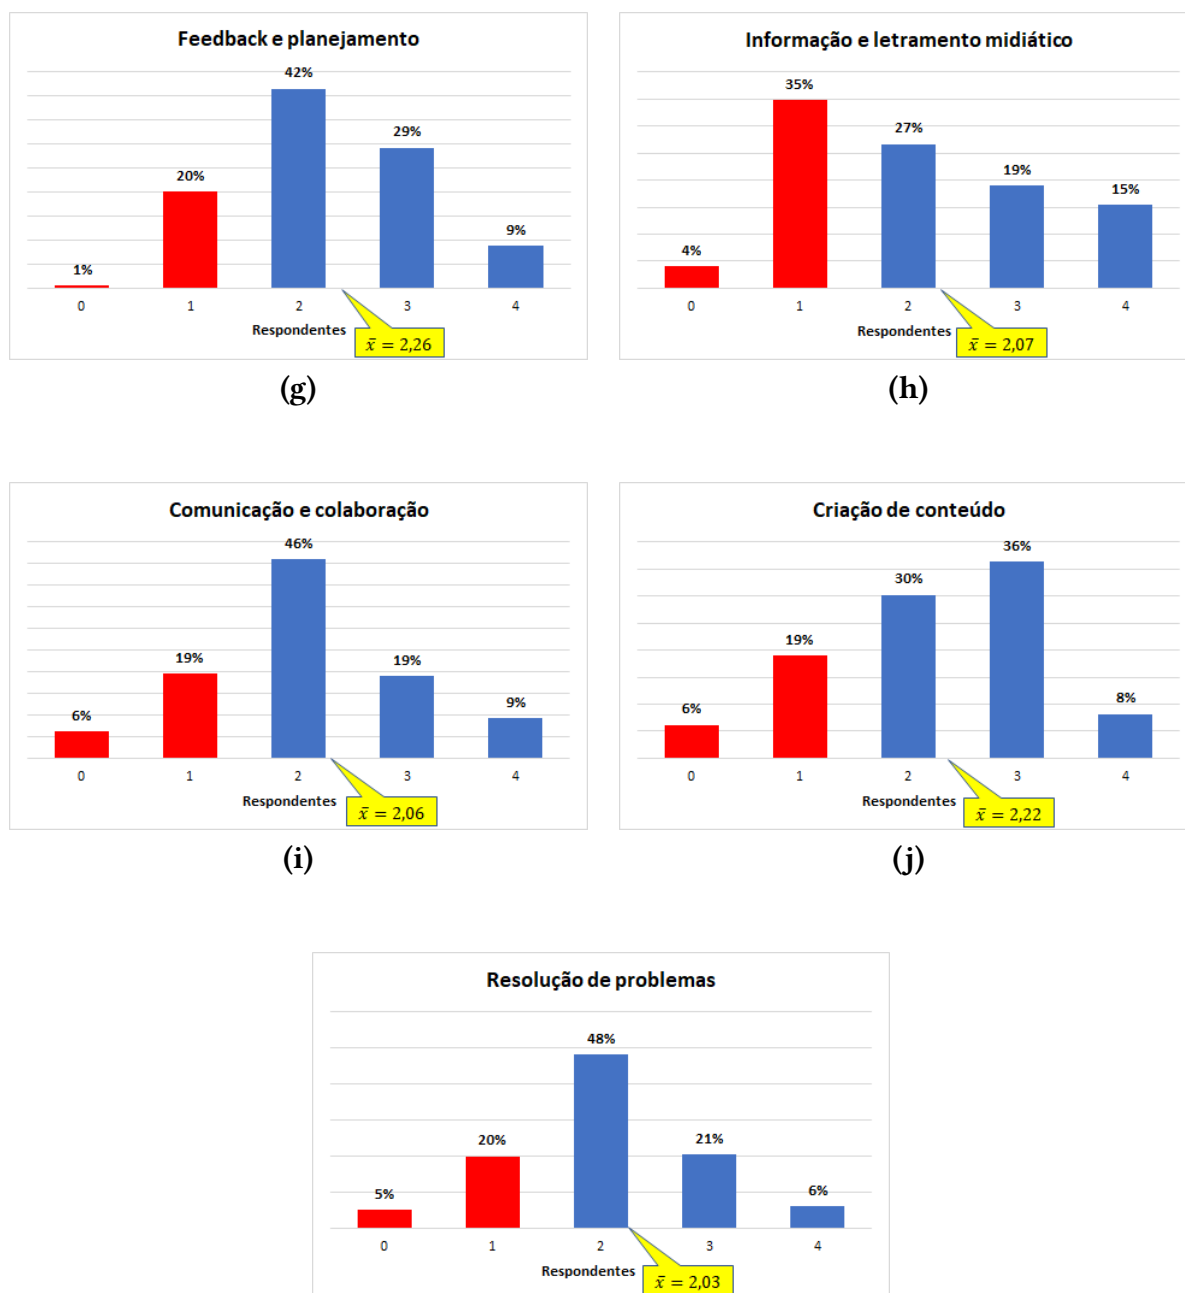 Feedback e planejamento
42%
29%
20%
9%
1%
0 1 2 3 4
Respondentes
x̄ = 2,26
(g)
Informação e letramento midiático
35%
27%
19%
15%
4%
0 1 2 3 4
Respondentes
x̄ = 2,07
(h)
Comunicação e colaboração
46%
19%
19%
9%
6%
0 1 2 3 4
Respondentes
x̄ = 2,06
(i)
Criação de conteúdo
36%
30%
19%
8%
6%
0 1 2 3 4
Respondentes
x̄ = 2,22
(j)
Resolução de problemas
48%
20%
21%
5%
6%
0 1 2 3 4
Respondentes
x̄ = 2,03